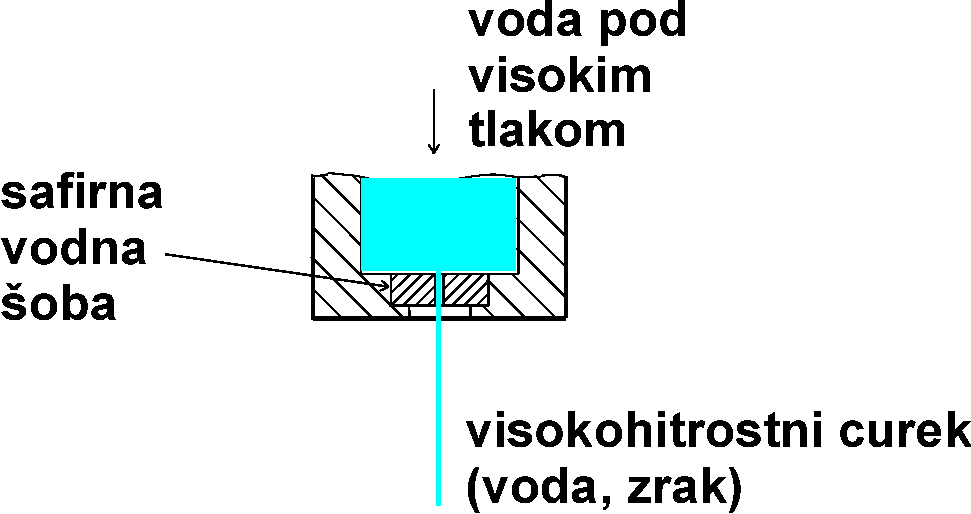 voda pod
visokim
tlakom
safirna
vodna
šoba
visokohitrostni curek
(voda, zrak)